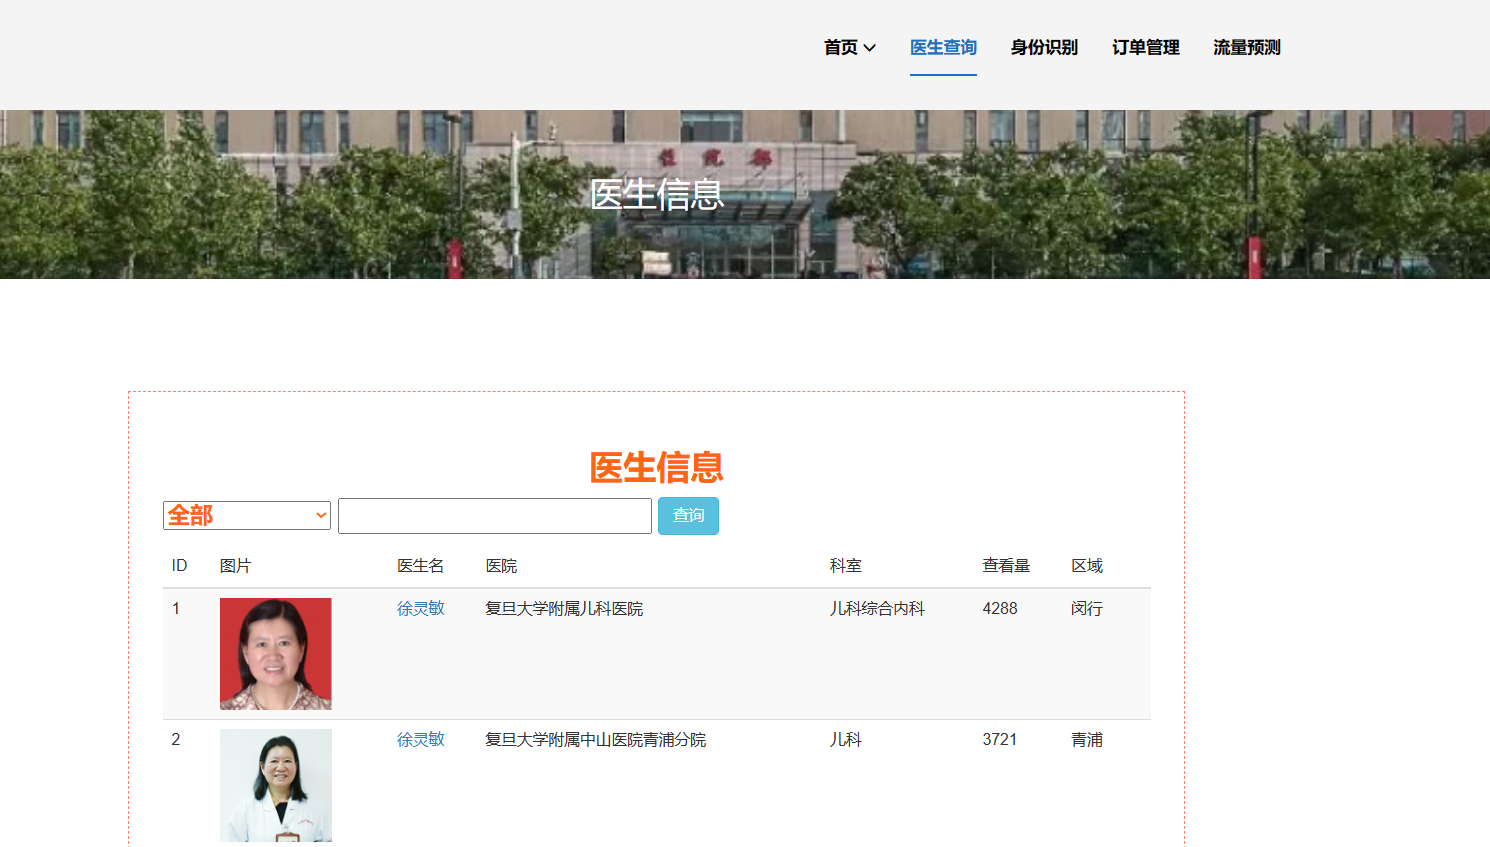 首页 医生查询 身份识别 订单管理 流量预测
住院部
医生信息
医生信息
全部 查询
ID 图片 医生名 医院 科室 查看量 区域
1 徐灵敏 复旦大学附属儿科医院 儿科综合内科 4288 闵行
2 徐灵敏 复旦大学附属中山医院青浦分院 儿科 3721 青浦